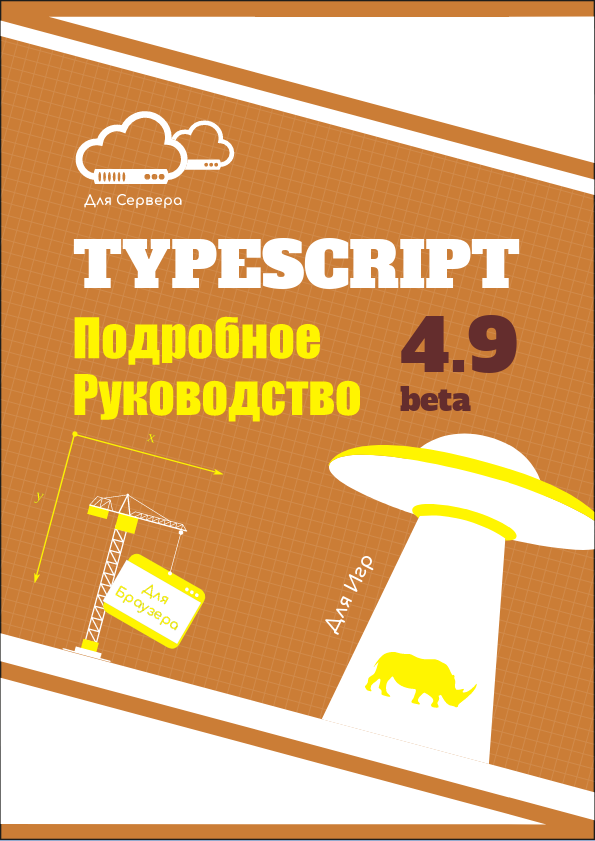 Для Сервера
TYPESCRIPT
Подробное
Руководство
4.9
beta
x
y
Для
Браузера
Для Игр